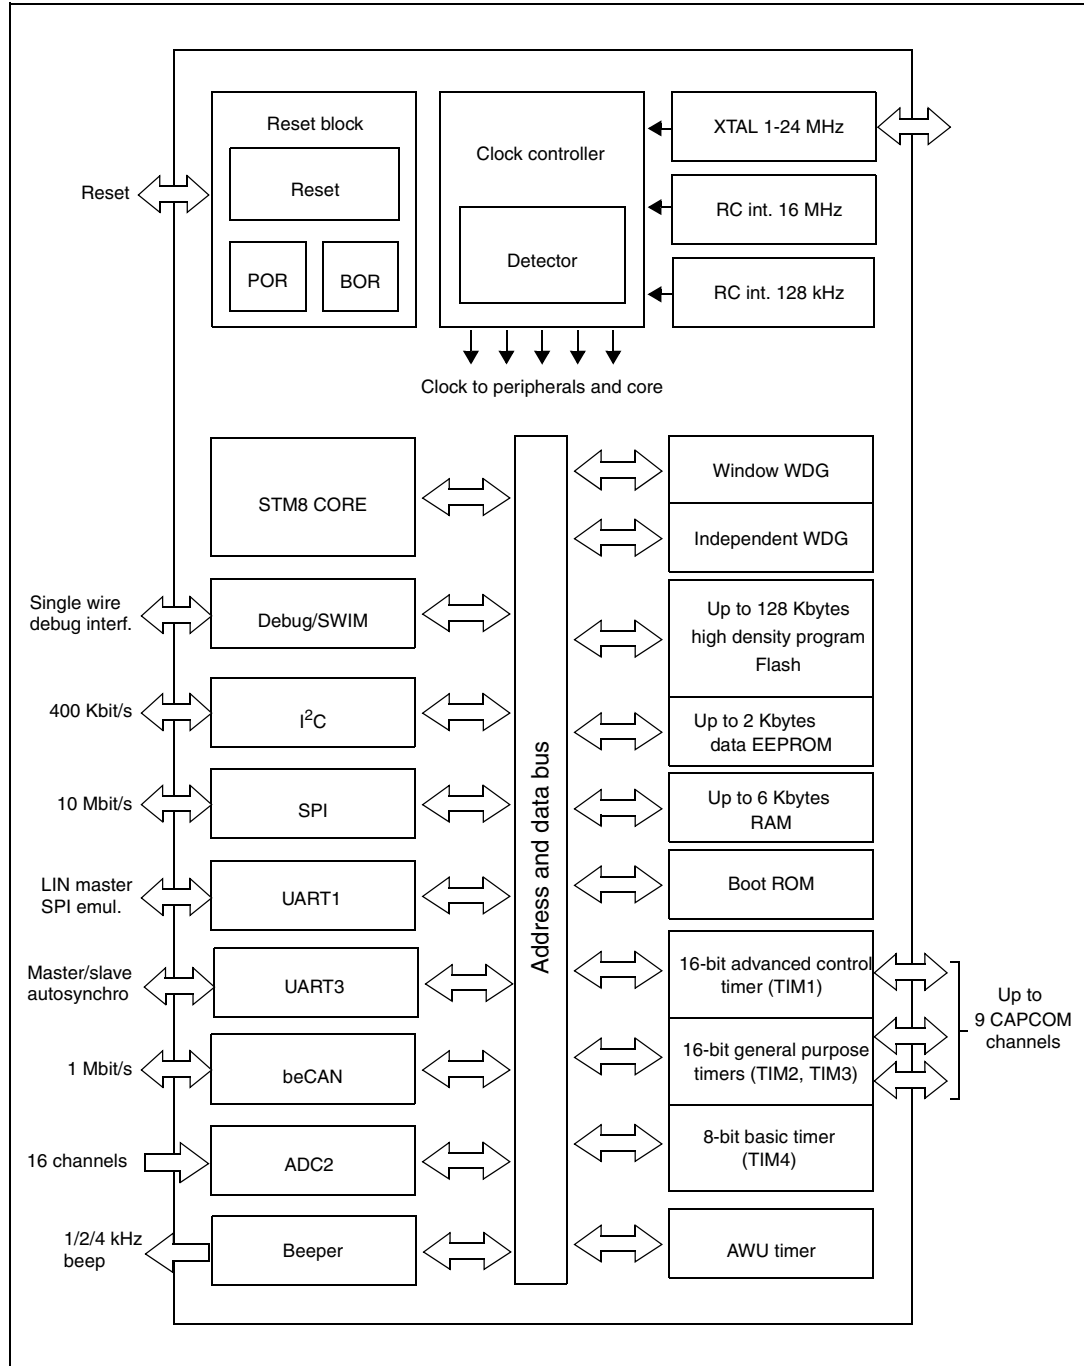 Reset block
Reset
Reset
POR
BOR
Clock controller
Detector
XTAL 1-24 MHz
RC int. 16 MHz
RC int. 128 kHz
Clock to peripherals and core
STM8 CORE
Single wire
debug interf.
Debug/SWIM
400 Kbit/s
I²C
10 Mbit/s
SPI
LIN master
SPI emul.
UART1
Master/slave
autosynchro
UART3
1 Mbit/s
beCAN
16 channels
ADC2
1/2/4 kHz
beep
Beeper
Address and data bus
Window WDG
Independent WDG
Up to 128 Kbytes
high density program
Flash
Up to 2 Kbytes
data EEPROM
Up to 6 Kbytes
RAM
Boot ROM
16-bit advanced control
timer (TIM1)
16-bit general purpose
timers (TIM2, TIM3)
8-bit basic timer
(TIM4)
AWU timer
Up to
9 CAPCOM
channels